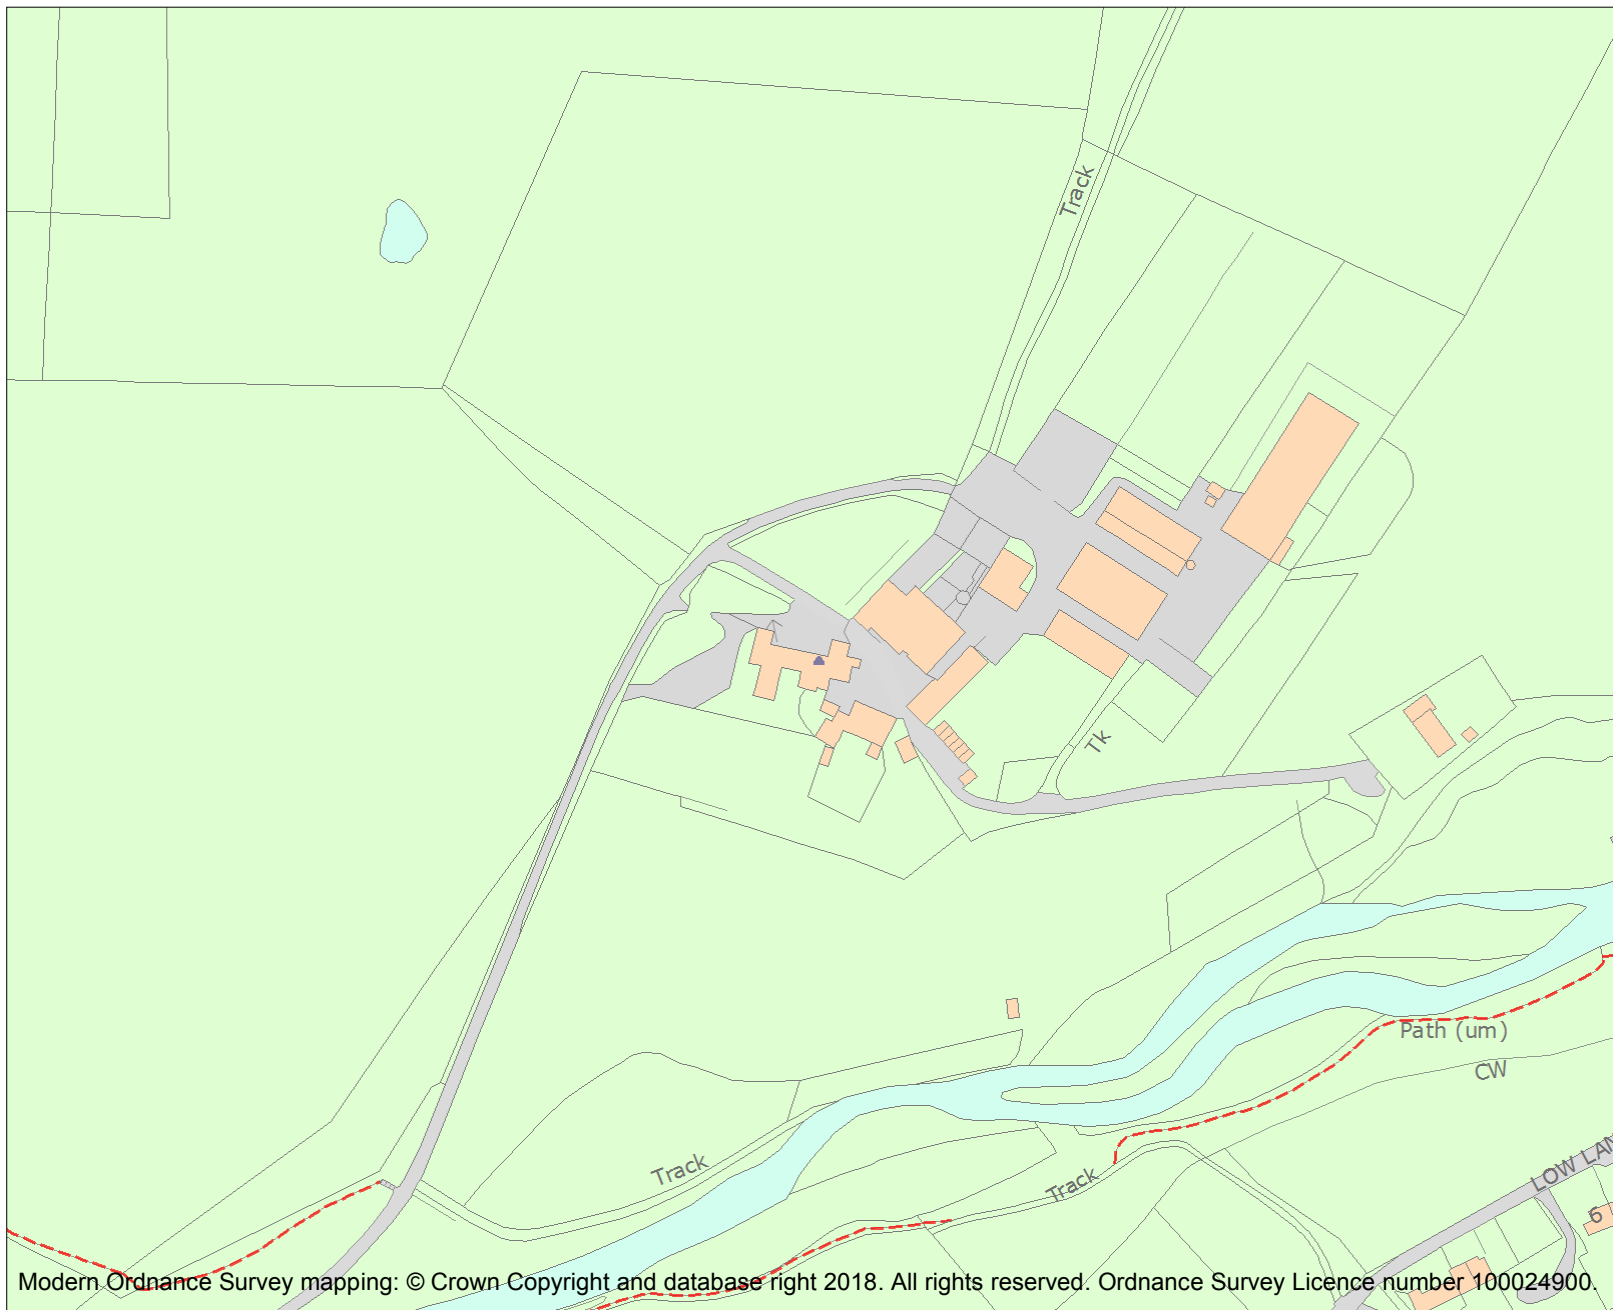 Track
Tk
Path (um)
CW
Track
Track
LOW LAN
6
Modern Ordnance Survey mapping: © Crown Copyright and database right 2018. All rights reserved. Ordnance Survey Licence number 100024900.